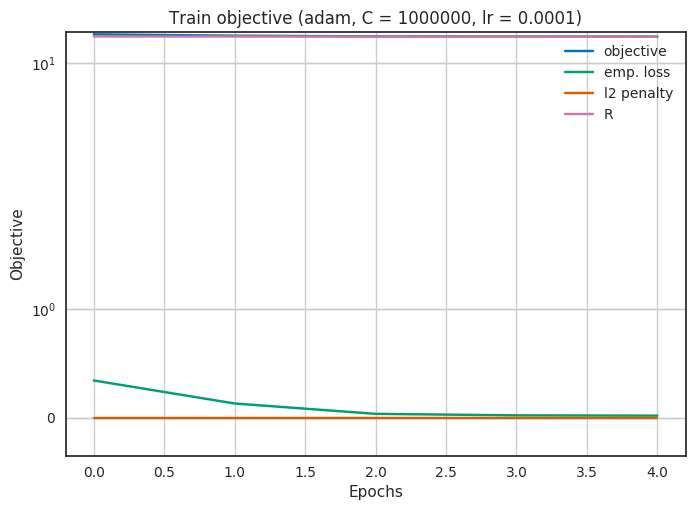 Train objective (adam, C = 1000000, lr = 0.0001)
objective
emp. loss
l2 penalty
R
10¹
10⁰
0
Objective
0.0 0.5 1.0 1.5 2.0 2.5 3.0 3.5 4.0
Epochs